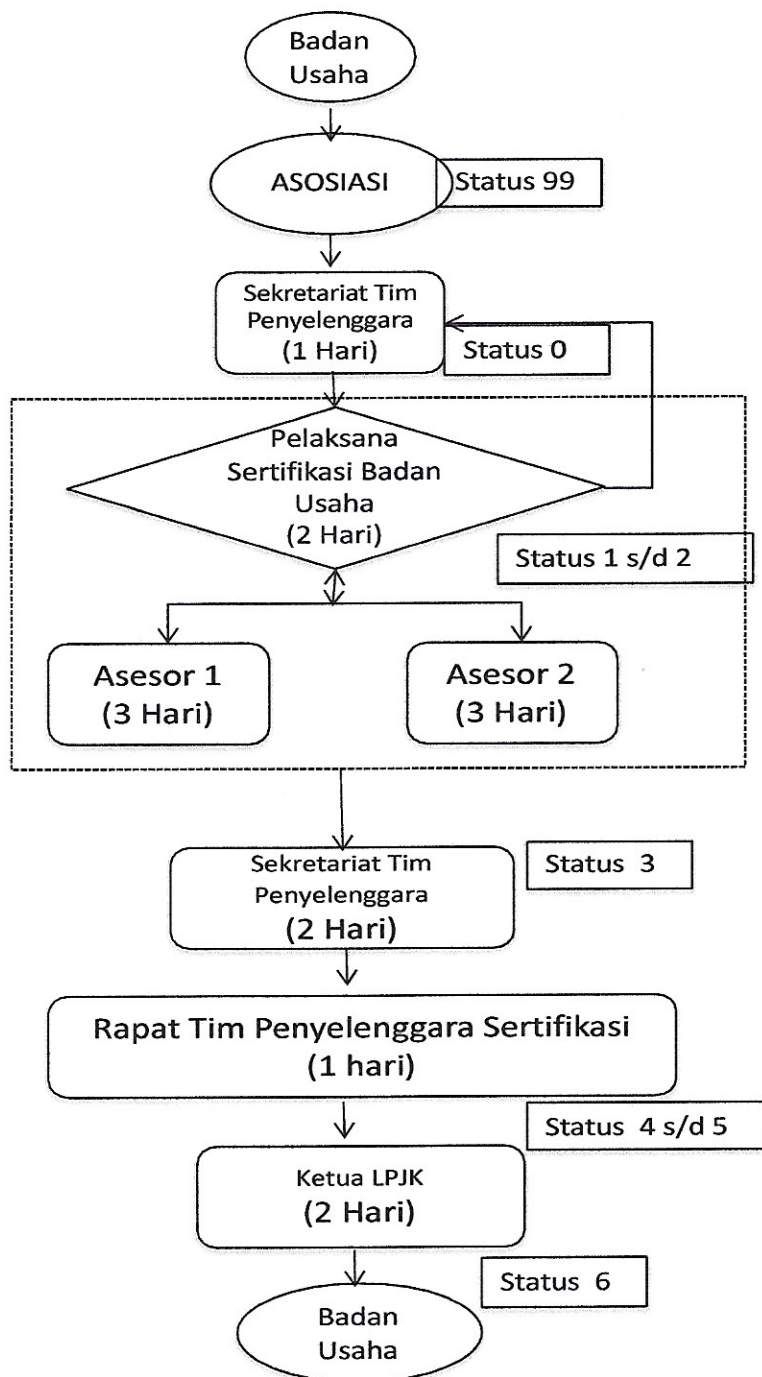 Badan
Usaha
ASOSIASI
Status 99
Sekretariat Tim
Penyelenggara
(1 Hari)
Status 0
Pelaksana
Sertifikasi Badan
Usaha
(2 Hari)
Status 1 s/d 2
Asesor 1
(3 Hari)
Asesor 2
(3 Hari)
Sekretariat Tim
Penyelenggara
(2 Hari)
Status 3
Rapat Tim Penyelenggara Sertifikasi
(1 hari)
Status 4 s/d 5
Ketua LPJK
(2 Hari)
Status 6
Badan
Usaha